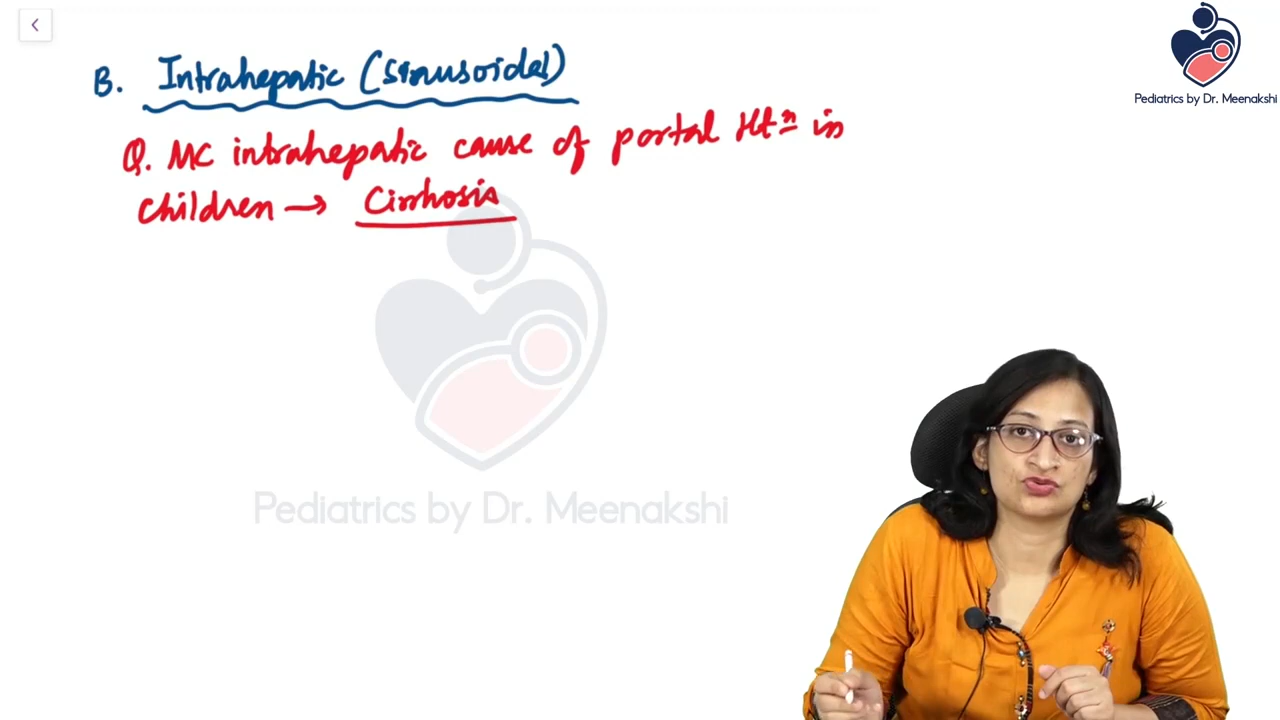 B. Intrahepatic (Sinusoidal)
Q. MC intrahepatic cause of portal Htn in
children → Cirrhosis
Pediatrics by Dr. Meenakshi
Pediatrics by Dr. Meenakshi